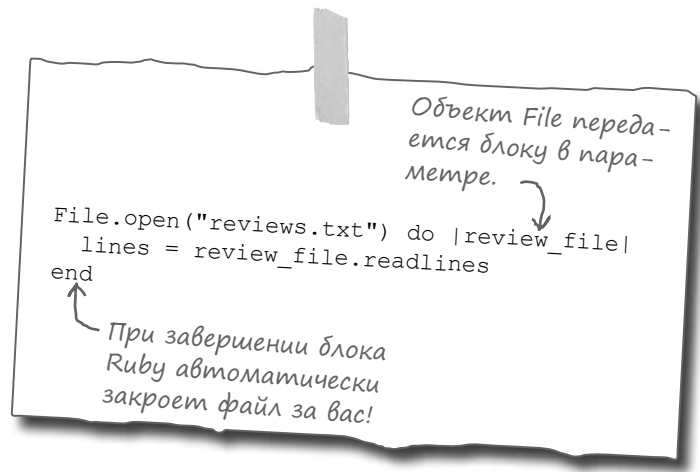 Объект File переда-
ется блоку в пара-
метре.
File.open("reviews.txt") do |review_file|
  lines = review_file.readlines
end
При завершении блока
Ruby автоматически
закроет файл за вас!